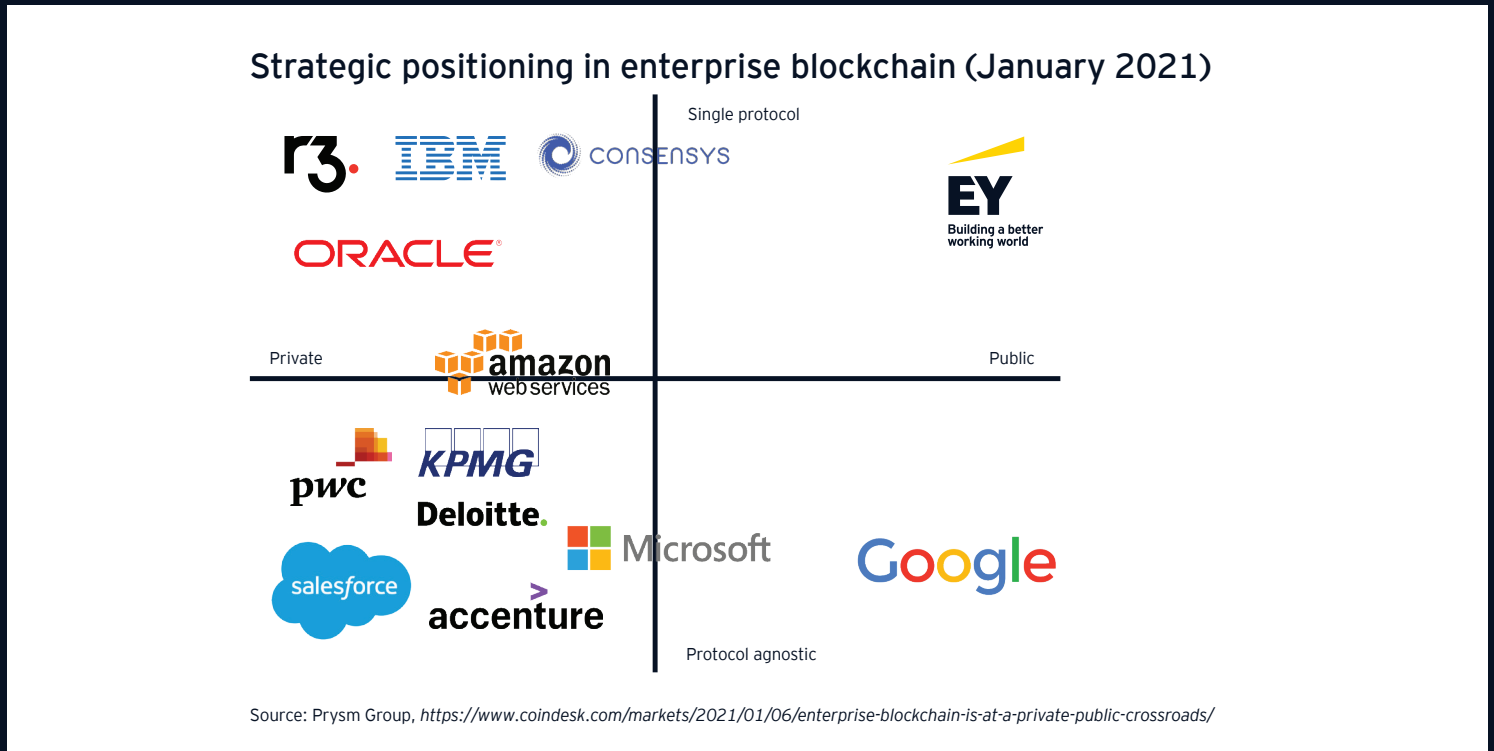 Strategic positioning in enterprise blockchain (January 2021)
Single protocol
r3.
IBM
CONSENSYS
EY
Building a better
working world
ORACLE®
Private
amazon
webservices
Public
pwc
KPMG
Deloitte.
Microsoft
Google
salesforce
accenture
Protocol agnostic
Source: Prysm Group, https://www.coindesk.com/markets/2021/01/06/enterprise-blockchain-is-at-a-private-public-crossroads/